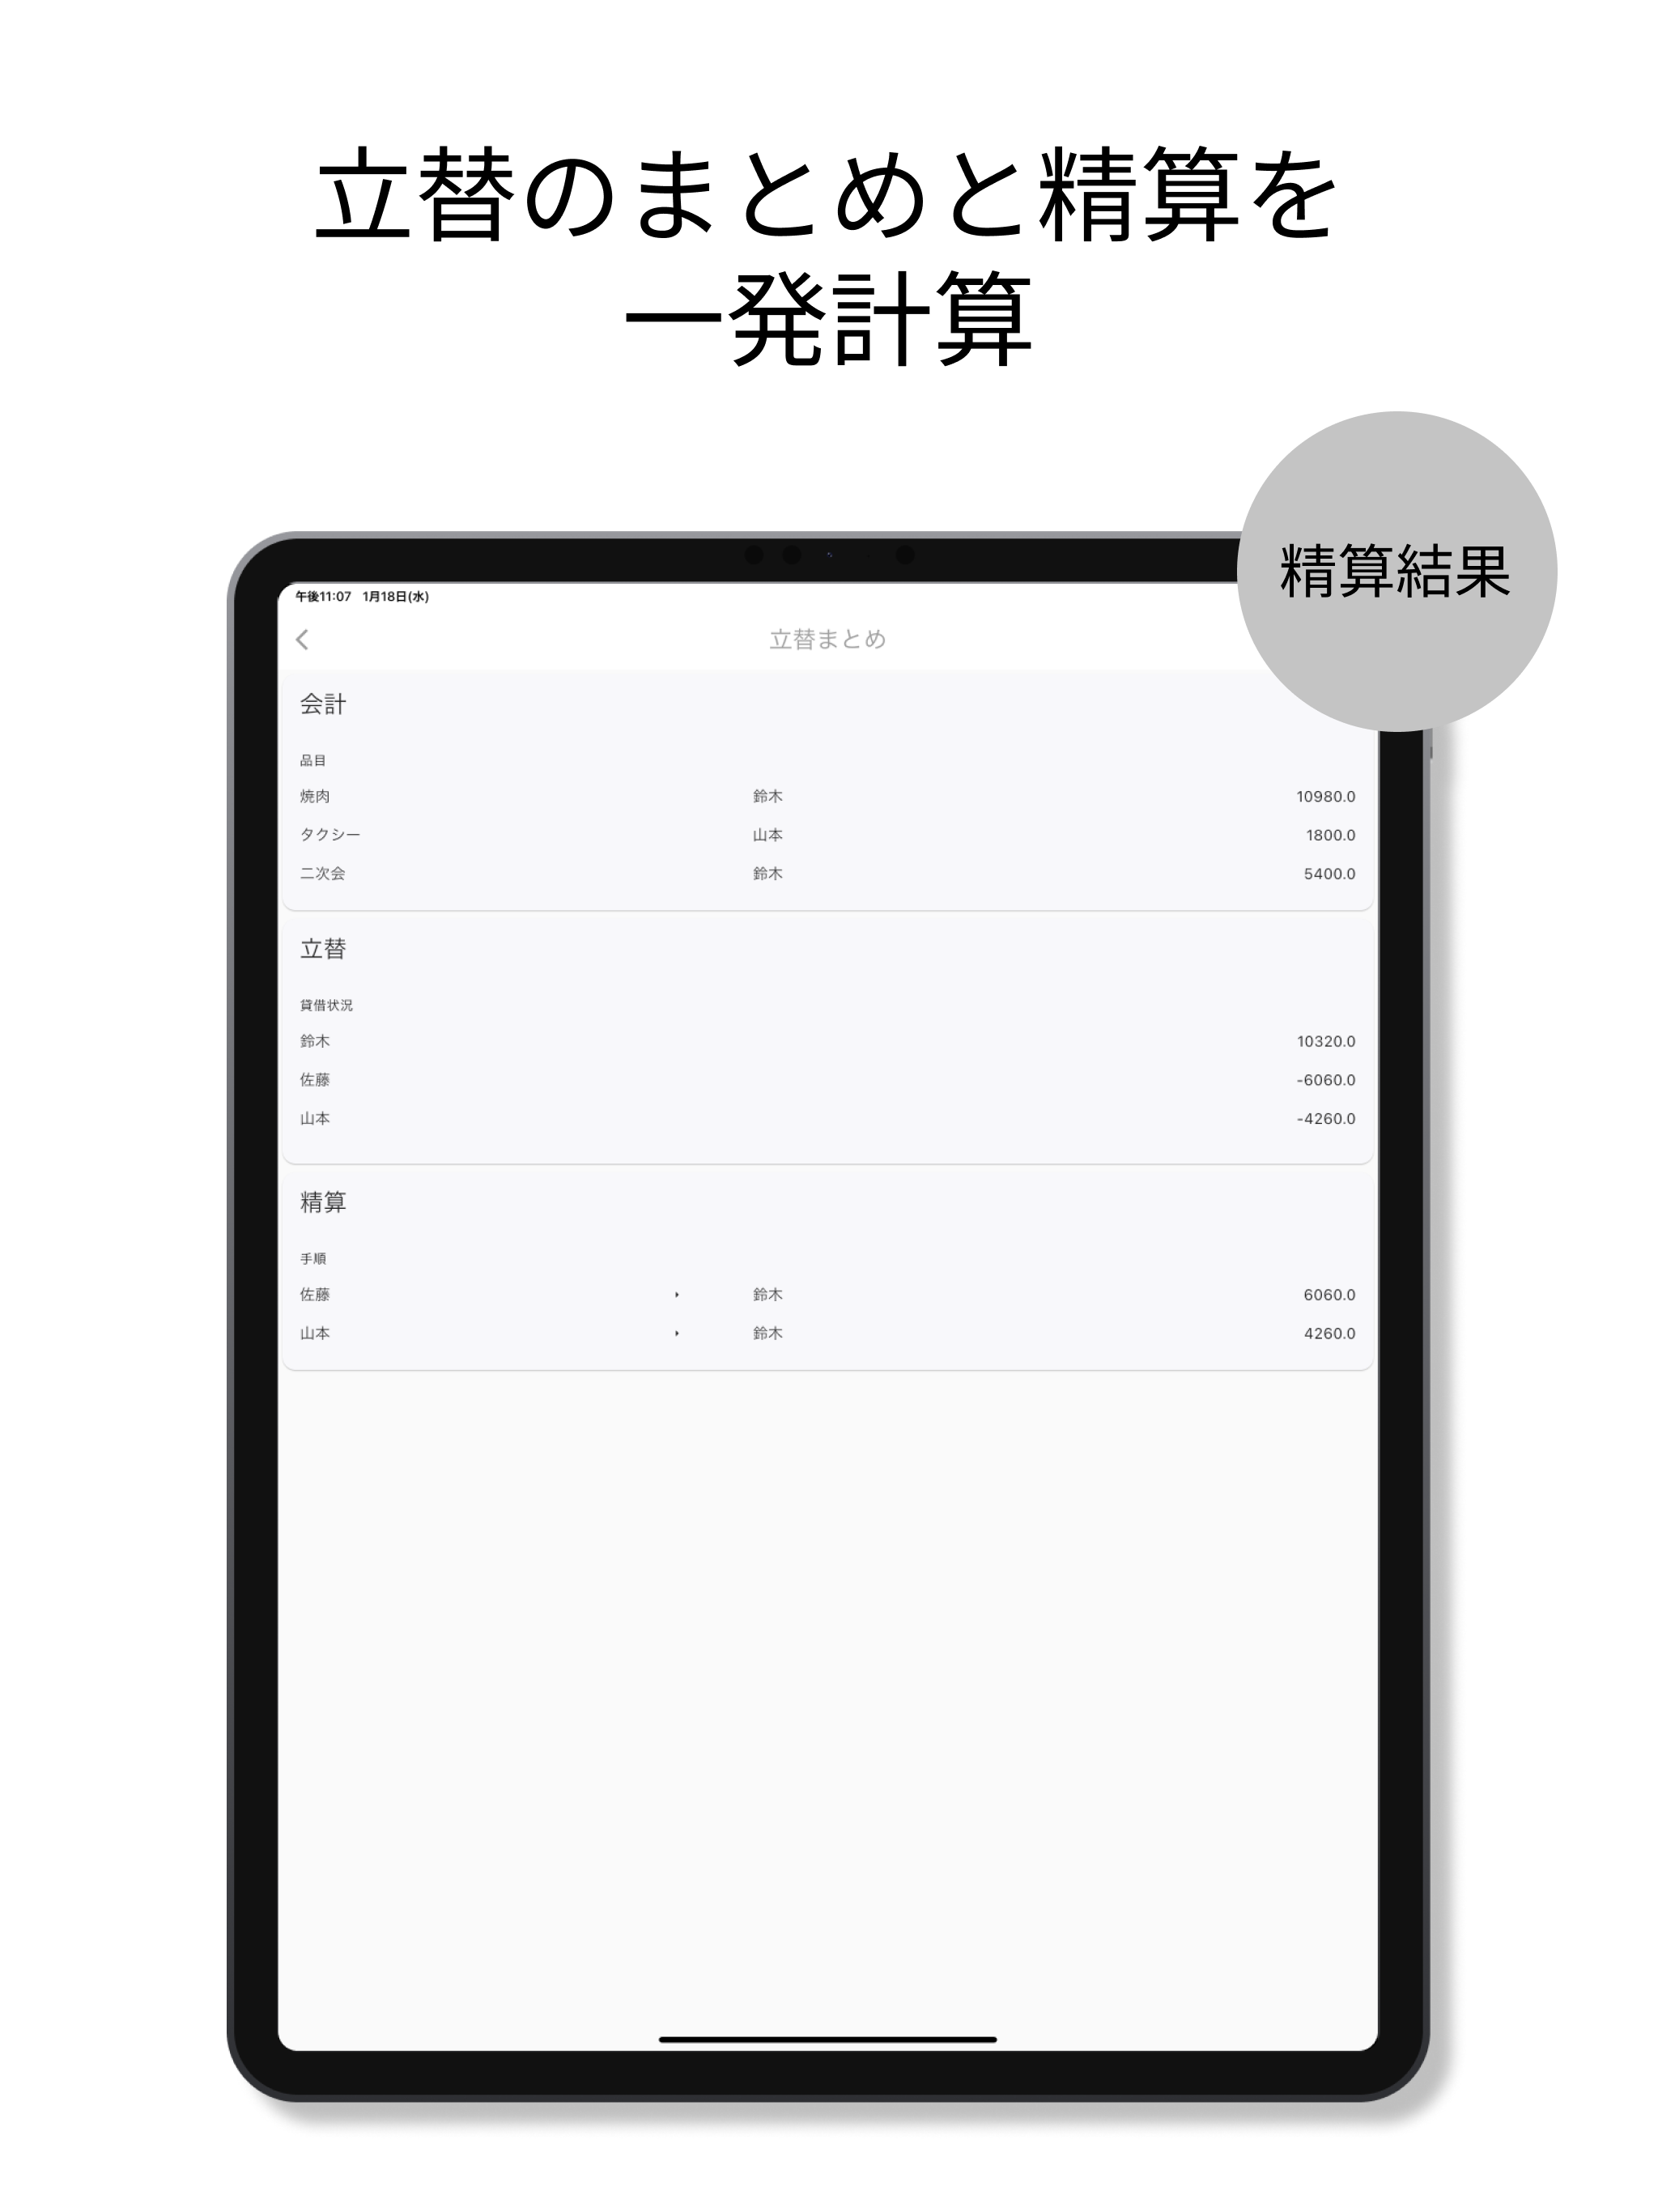 立替のまとめと精算を
一発計算
精算結果
午後11:07 1月18日(水)
立替まとめ
会計
品目
焼肉 鈴木 10980.0
タクシー 山本 1800.0
二次会 鈴木 5400.0
立替
貸借状況
鈴木 10320.0
佐藤 -6060.0
山本 -4260.0
精算
手順
佐藤 鈴木 6060.0
山本 鈴木 4260.0